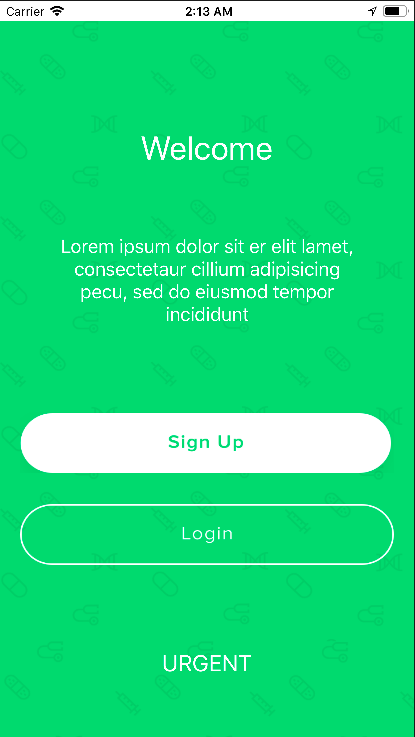 Carrier 2:13 AM
Welcome
Lorem ipsum dolor sit er elit lamet,
consectetaur cillium adipisicing
pecu, sed do eiusmod tempor
incididunt
Sign Up
Login
URGENT